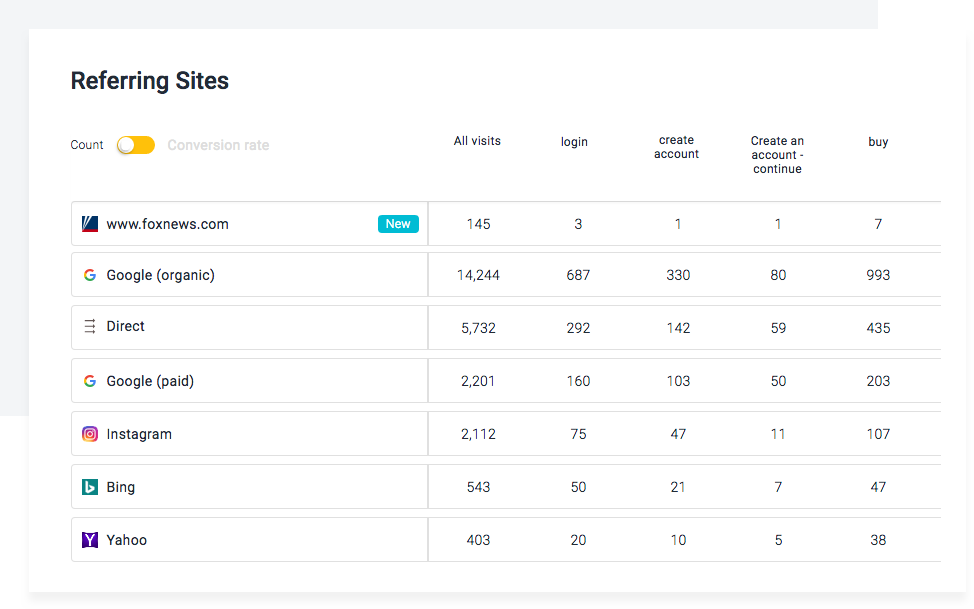 Referring Sites
Count Conversion rate All visits login create account Create an account - continue buy
www.foxnews.com New 145 3 1 1 7
Google (organic) 14,244 687 330 80 993
Direct 5,732 292 142 59 435
Google (paid) 2,201 160 103 50 203
Instagram 2,112 75 47 11 107
Bing 543 50 21 7 47
Yahoo 403 20 10 5 38